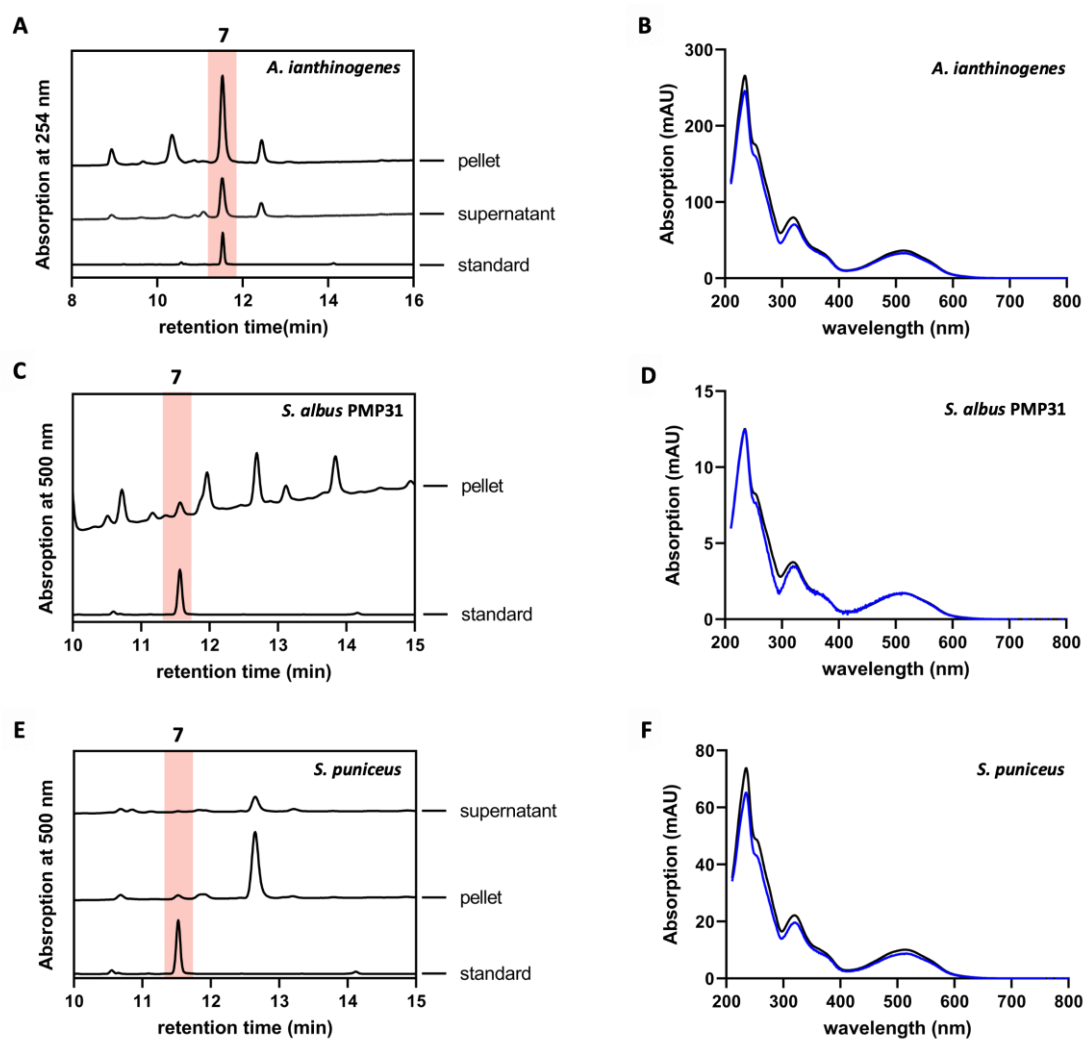 A
7
A. ianthinogenes
Absorption at 254 nm
pellet
supernatant
standard
8 10 12 14 16
retention time(min)
B
A. ianthinogenes
Absorption (mAU)
300
200
100
0
200 300 400 500 600 700 800
wavelength (nm)
C
7
S. albus PMP31
Absroption at 500 nm
pellet
standard
10 11 12 13 14 15
retention time (min)
D
S. albus PMP31
Absorption (mAU)
15
10
5
0
200 300 400 500 600 700 800
wavelength (nm)
E
7
S. puniceus
Absroption at 500 nm
supernatant
pellet
standard
10 11 12 13 14 15
retention time (min)
F
S. puniceus
Absorption (mAU)
80
60
40
20
0
200 300 400 500 600 700 800
wavelength (nm)